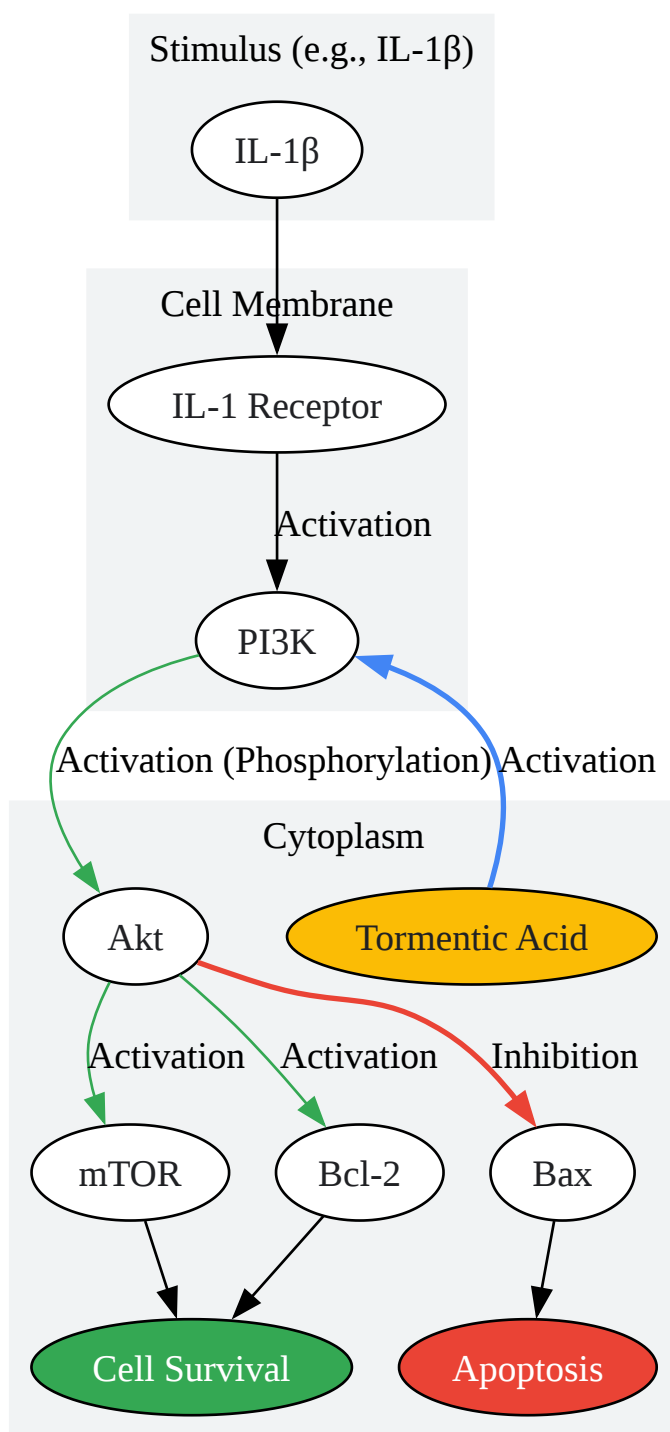 Stimulus (e.g., IL-1β)
IL-1β
Cell Membrane
IL-1 Receptor
Activation
PI3K
Activation (Phosphorylation)
Activation
Cytoplasm
Akt
Tormentic Acid
Activation
Activation
Inhibition
mTOR
Bcl-2
Bax
Cell Survival
Apoptosis